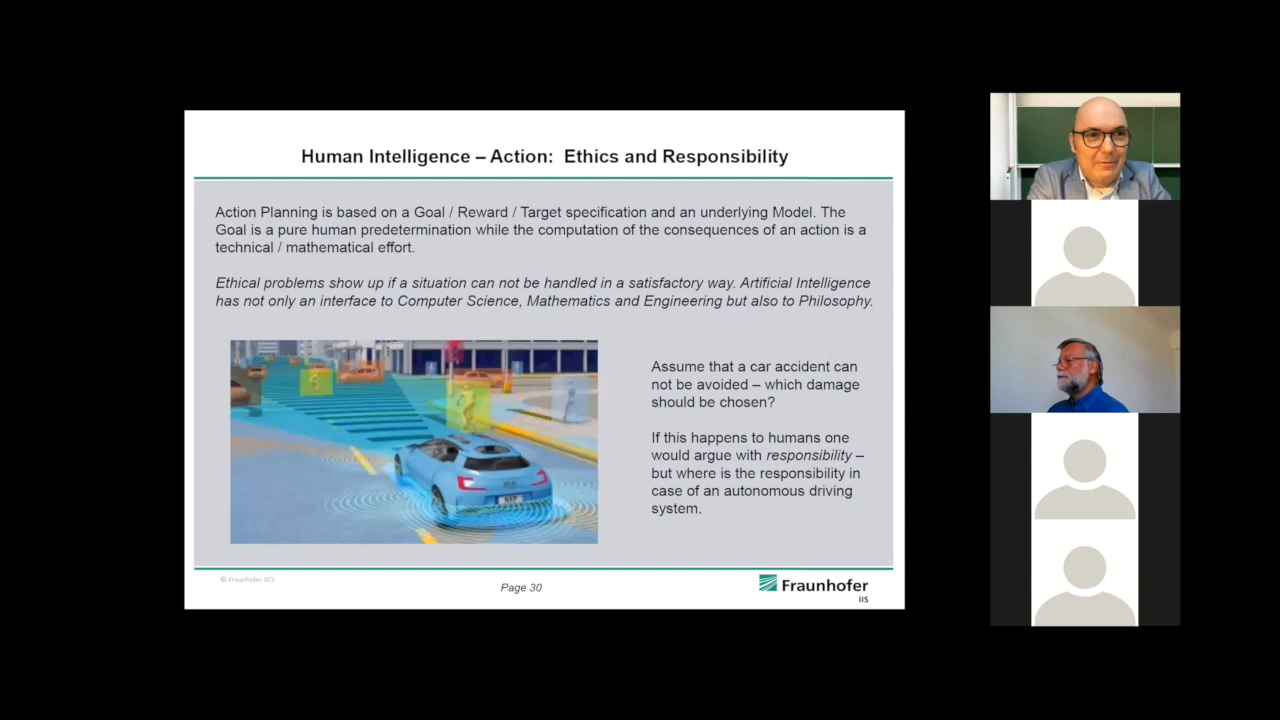 Human Intelligence – Action: Ethics and Responsibility
Action Planning is based on a Goal / Reward / Target specification and an underlying Model. The
Goal is a pure human predetermination while the computation of the consequences of an action is a
technical / mathematical effort.
Ethical problems show up if a situation can not be handled in a satisfactory way. Artificial Intelligence
has not only an interface to Computer Science, Mathematics and Engineering but also to Philosophy.
Assume that a car accident can
not be avoided – which damage
should be chosen?
If this happens to humans one
would argue with responsibility –
but where is the responsibility in
case of an autonomous driving
system.
© Fraunhofer SCS
Page 30
Fraunhofer
IIS